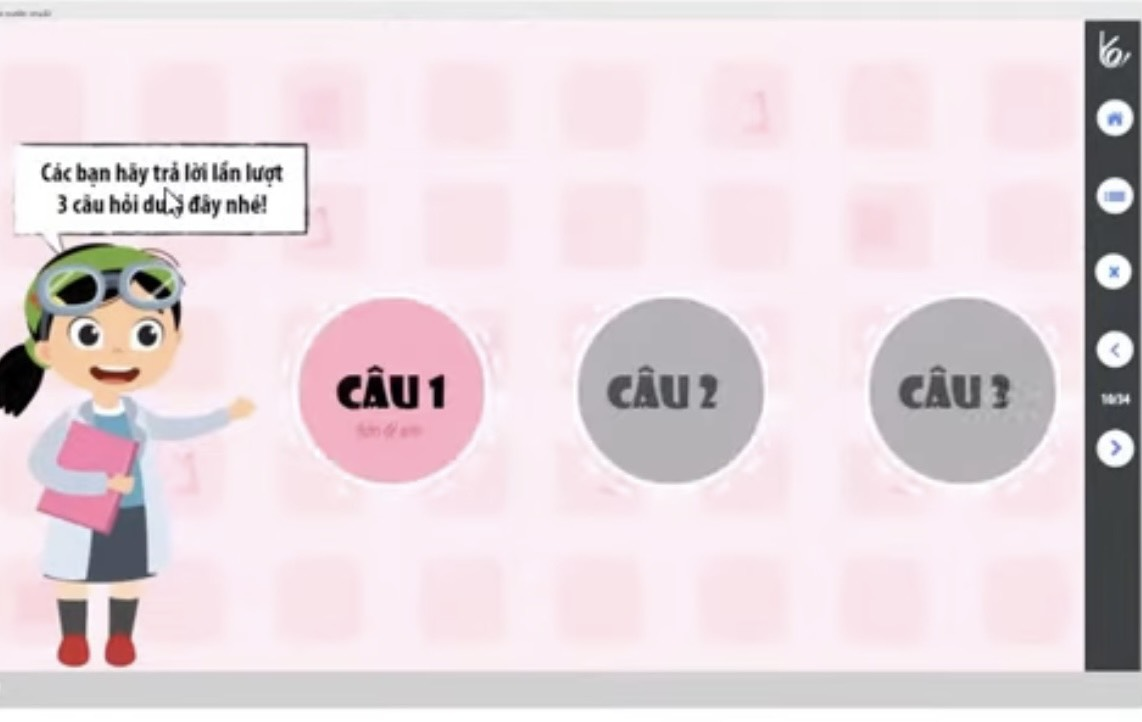 Các bạn hãy trả lời lần lượt
3 câu hỏi dưới đây nhé!
CÂU 1
CÂU 2
CÂU 3
10/34